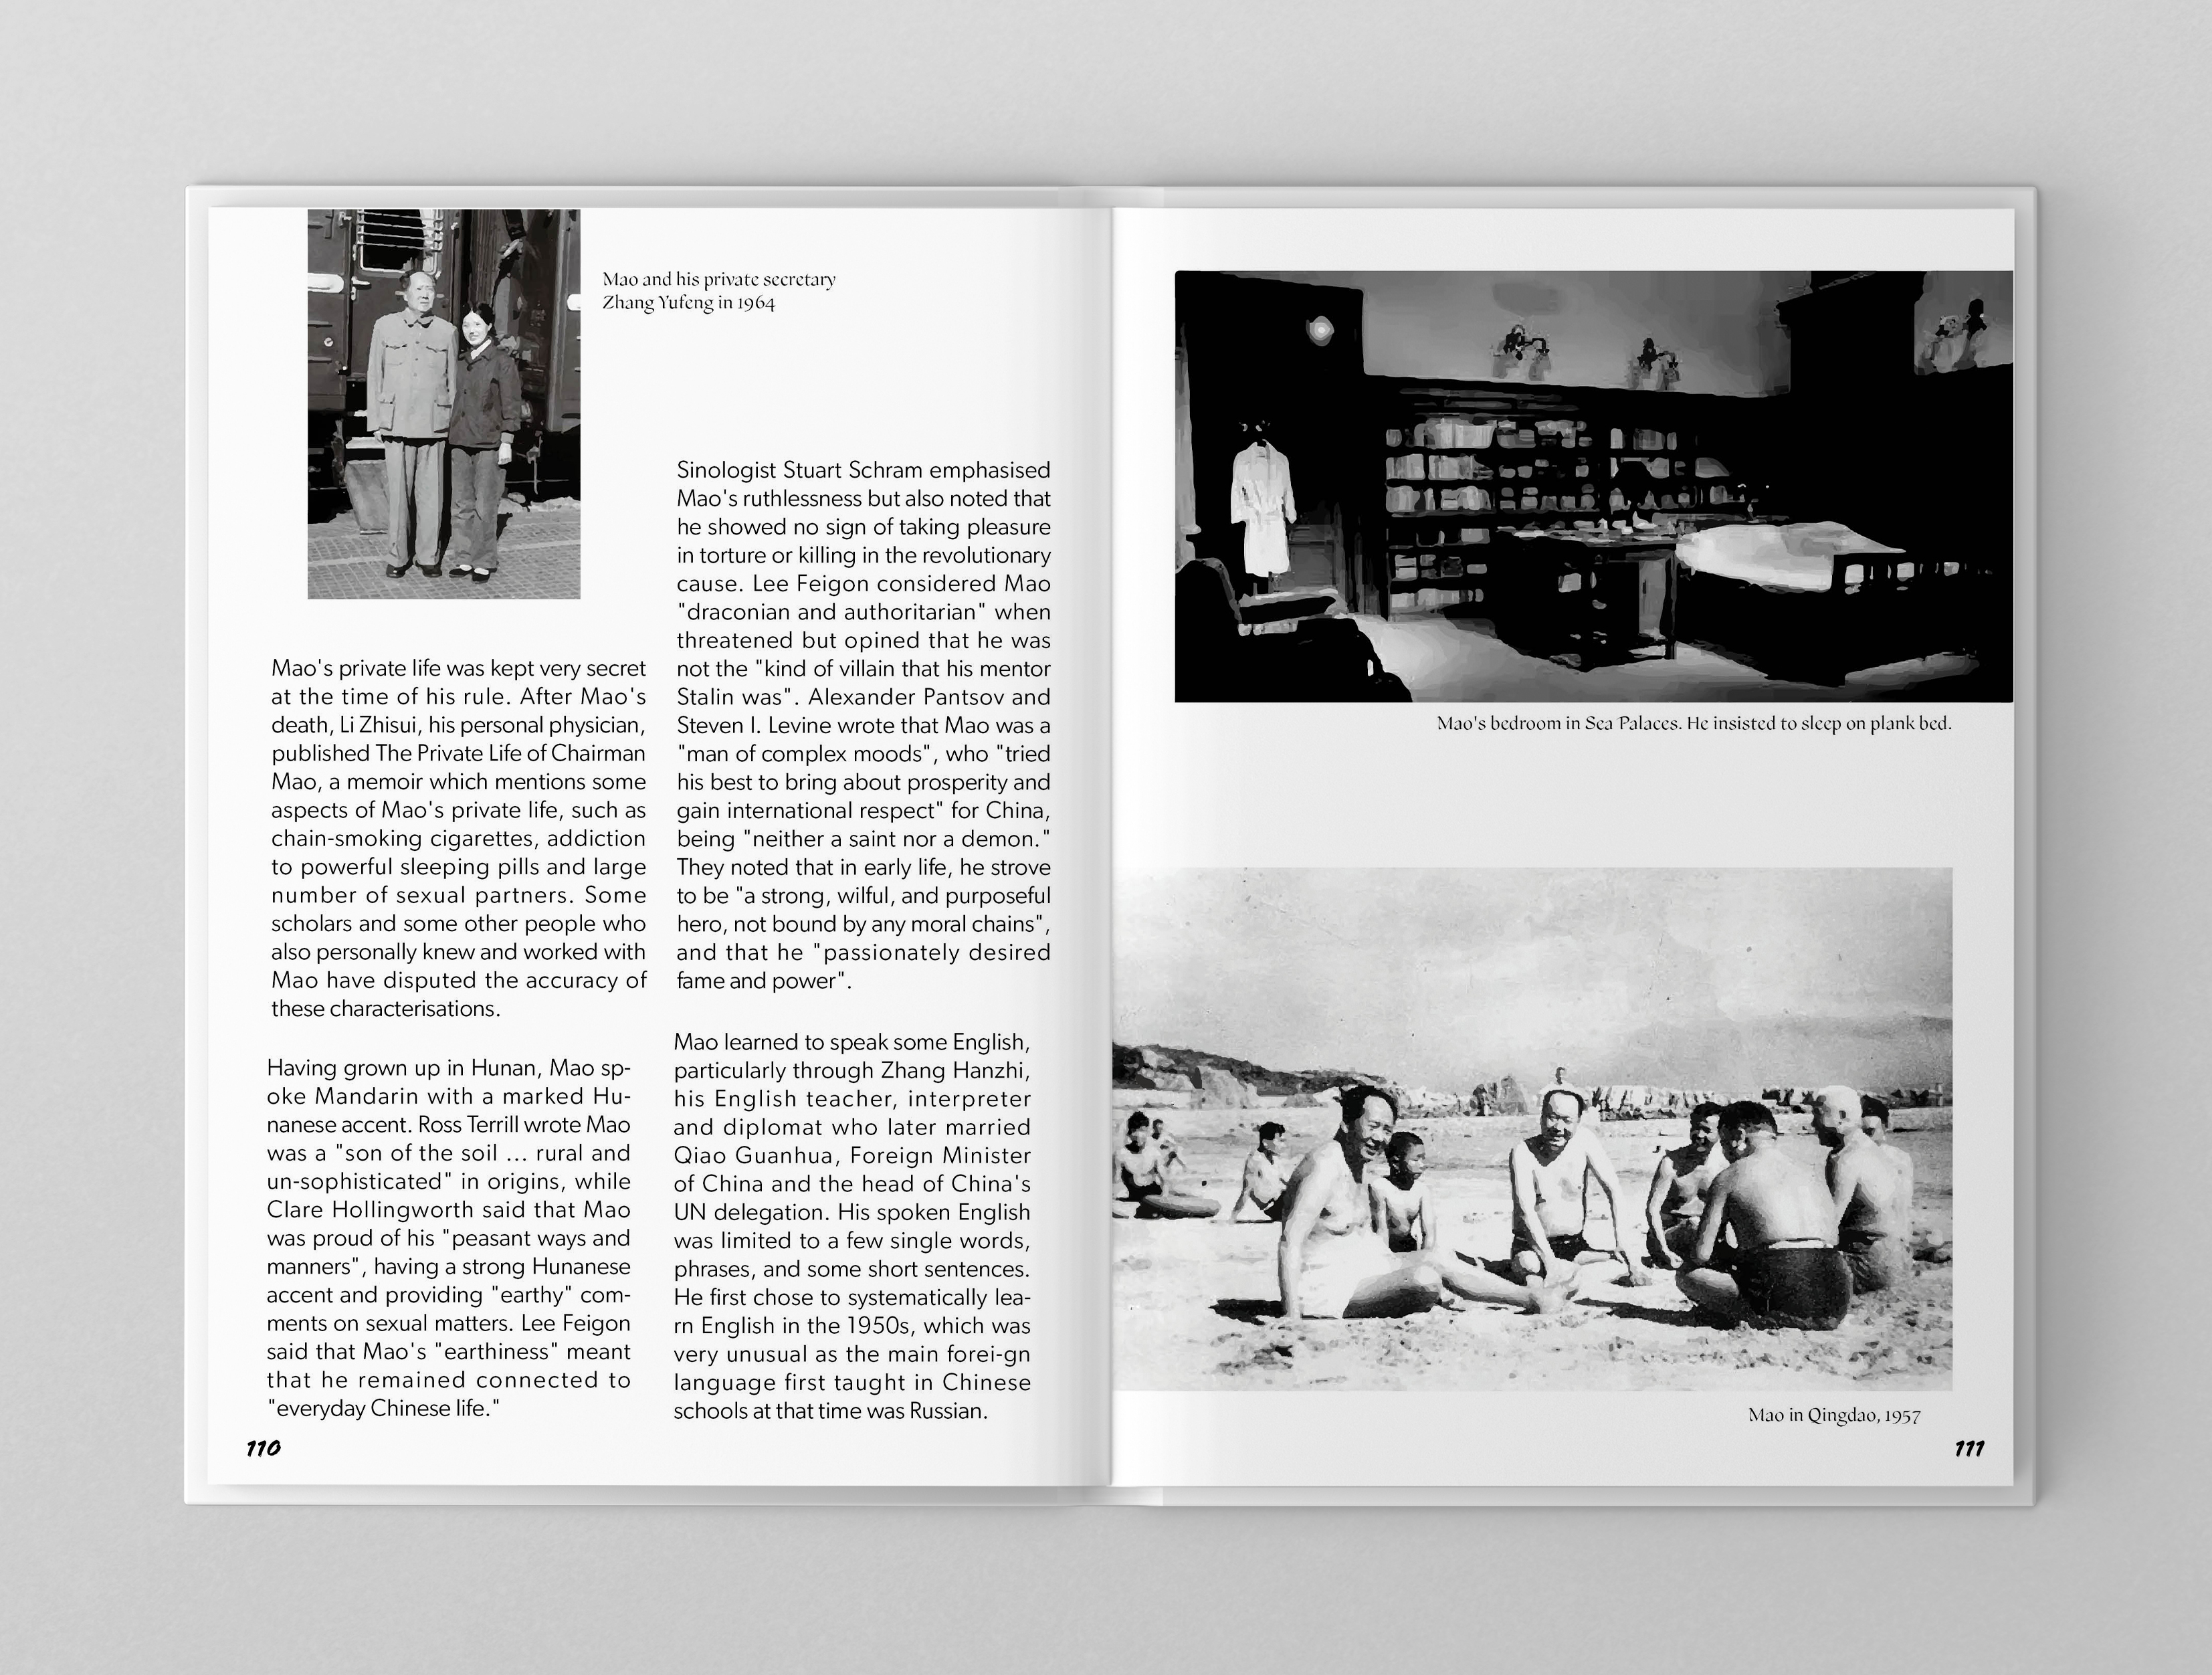 Mao and his private secretary
Zhang Yufeng in 1964
Mao's private life was kept very secret
at the time of his rule. After Mao's
death, Li Zhisui, his personal physician,
published The Private Life of Chairman
Mao, a memoir which mentions some
aspects of Mao's private life, such as
chain-smoking cigarettes, addiction
to powerful sleeping pills and large
number of sexual partners. Some
scholars and some other people who
also personally knew and worked with
Mao have disputed the accuracy of
these characterisations.
Having grown up in Hunan, Mao sp-
oke Mandarin with a marked Hu-
nanese accent. Ross Terrill wrote Mao
was a "son of the soil ... rural and
un-sophisticated" in origins, while
Clare Hollingworth said that Mao
was proud of his "peasant ways and
manners", having a strong Hunanese
accent and providing "earthy" com-
ments on sexual matters. Lee Feigon
said that Mao's "earthiness" meant
that he remained connected to
"everyday Chinese life."
110
Sinologist Stuart Schram emphasised
Mao's ruthlessness but also noted that
he showed no sign of taking pleasure
in torture or killing in the revolutionary
cause. Lee Feigon considered Mao
"draconian and authoritarian" when
threatened but opined that he was
not the "kind of villain that his mentor
Stalin was". Alexander Pantsov and
Steven I. Levine wrote that Mao was a
"man of complex moods", who "tried
his best to bring about prosperity and
gain international respect" for China,
being "neither a saint nor a demon."
They noted that in early life, he strove
to be "a strong, wilful, and purposeful
hero, not bound by any moral chains",
and that he "passionately desired
fame and power".
Mao learned to speak some English,
particularly through Zhang Hanzhi,
his English teacher, interpreter
and diplomat who later married
Qiao Guanhua, Foreign Minister
of China and the head of China's
UN delegation. His spoken English
was limited to a few single words,
phrases, and some short sentences.
He first chose to systematically lea-
rn English in the 1950s, which was
very unusual as the main forei-gn
language first taught in Chinese
schools at that time was Russian.
Mao's bedroom in Sea Palaces. He insisted to sleep on plank bed.
Mao in Qingdao, 1957
111